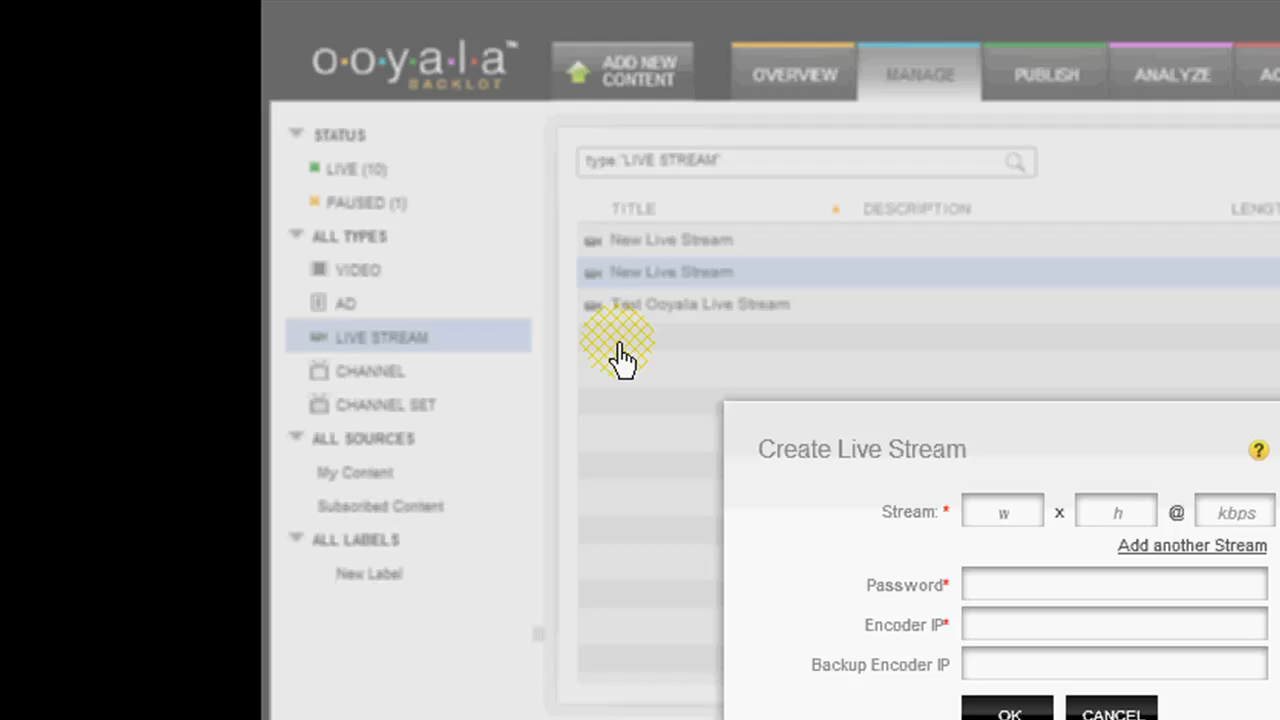 o·o·y·a·l·a™
BACKLOT
ADD NEW
CONTENT
OVERVIEW
MANAGE
PUBLISH
ANALYZE
AC
STATUS
LIVE (10)
PAUSED (1)
ALL TYPES
VIDEO
AD
LIVE STREAM
CHANNEL
CHANNEL SET
ALL SOURCES
My Content
Subscribed Content
ALL LABELS
New Label
type:"LIVE STREAM"
TITLE DESCRIPTION LENGT
New Live Stream
New Live Stream
Test Ooyala Live Stream
Create Live Stream ?
Stream: * w x h @ kbps
Add another Stream
Password*
Encoder IP*
Backup Encoder IP
OK CANCEL